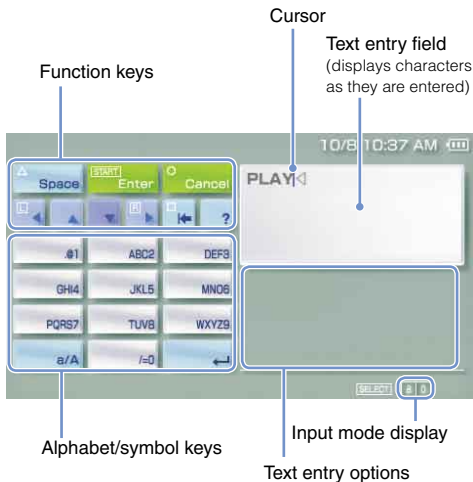 Cursor
Text entry field
(displays characters
as they are entered)
Function keys
10/8 10:37 AM
△ Space
START Enter
○ Cancel
L ◀ ▲ ▼ R ▶ □ ?
PLAY
.@1 ABC2 DEF3
GHI4 JKL5 MNO6
PQRS7 TUV8 WXYZ9
a/A /=0 ↵
SELECT a 0
Alphabet/symbol keys
Input mode display
Text entry options